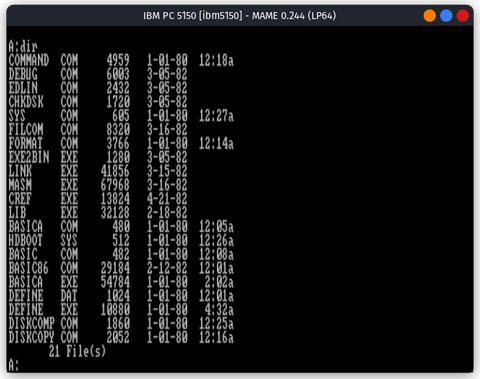 IBM PC 5150 [ibm5150] - MAME 0.244 (LP64)
A:dir
COMMAND  COM     4959   1-01-80  12:18a
DEBUG    COM     6003   3-05-82
EDLIN    COM     2432   3-05-82
CHKDSK   COM     1720   3-05-82
SYS      COM      605   1-01-80  12:27a
FILCOM   COM     8320   3-16-82
FORMAT   COM     3766   1-01-80  12:14a
EXE2BIN  EXE     1280   3-05-82
LINK     EXE    41856   3-15-82
MASM     EXE    67968   3-16-82
CREF     EXE    13824   4-21-82
LIB      EXE    32128   2-18-82
BASICA   COM      480   1-01-80  12:05a
HDBOOT   SYS      512   1-01-80  12:26a
BASIC    COM      482   1-01-80  12:08a
BASIC86  COM    29184   2-12-82  12:01a
BASICA   EXE    54784   1-01-80   2:02a
DEFINE   DAT     1024   1-01-80  12:01a
DEFINE   EXE    10880   1-01-80   4:32a
DISKCOMP COM     1860   1-01-80  12:25a
DISKCOPY COM     2052   1-01-80  12:16a
21 File(s)
A: